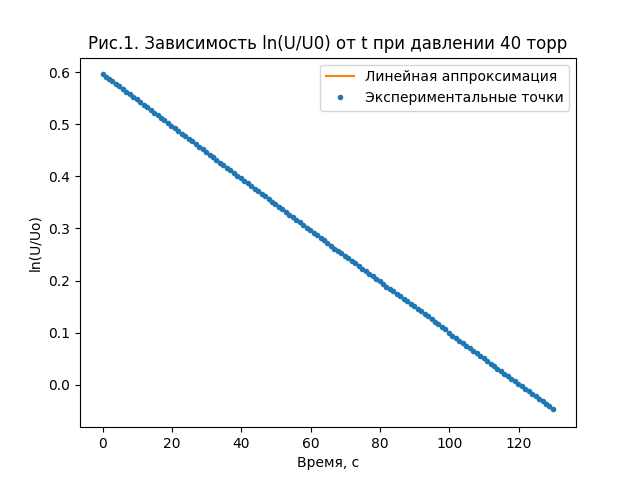 Рис.1. Зависимость ln(U/U0) от t при давлении 40 торр
Линейная аппроксимация
Экспериментальные точки
ln(U/Uo)
0.6
0.5
0.4
0.3
0.2
0.1
0.0
0 20 40 60 80 100 120
Время, с